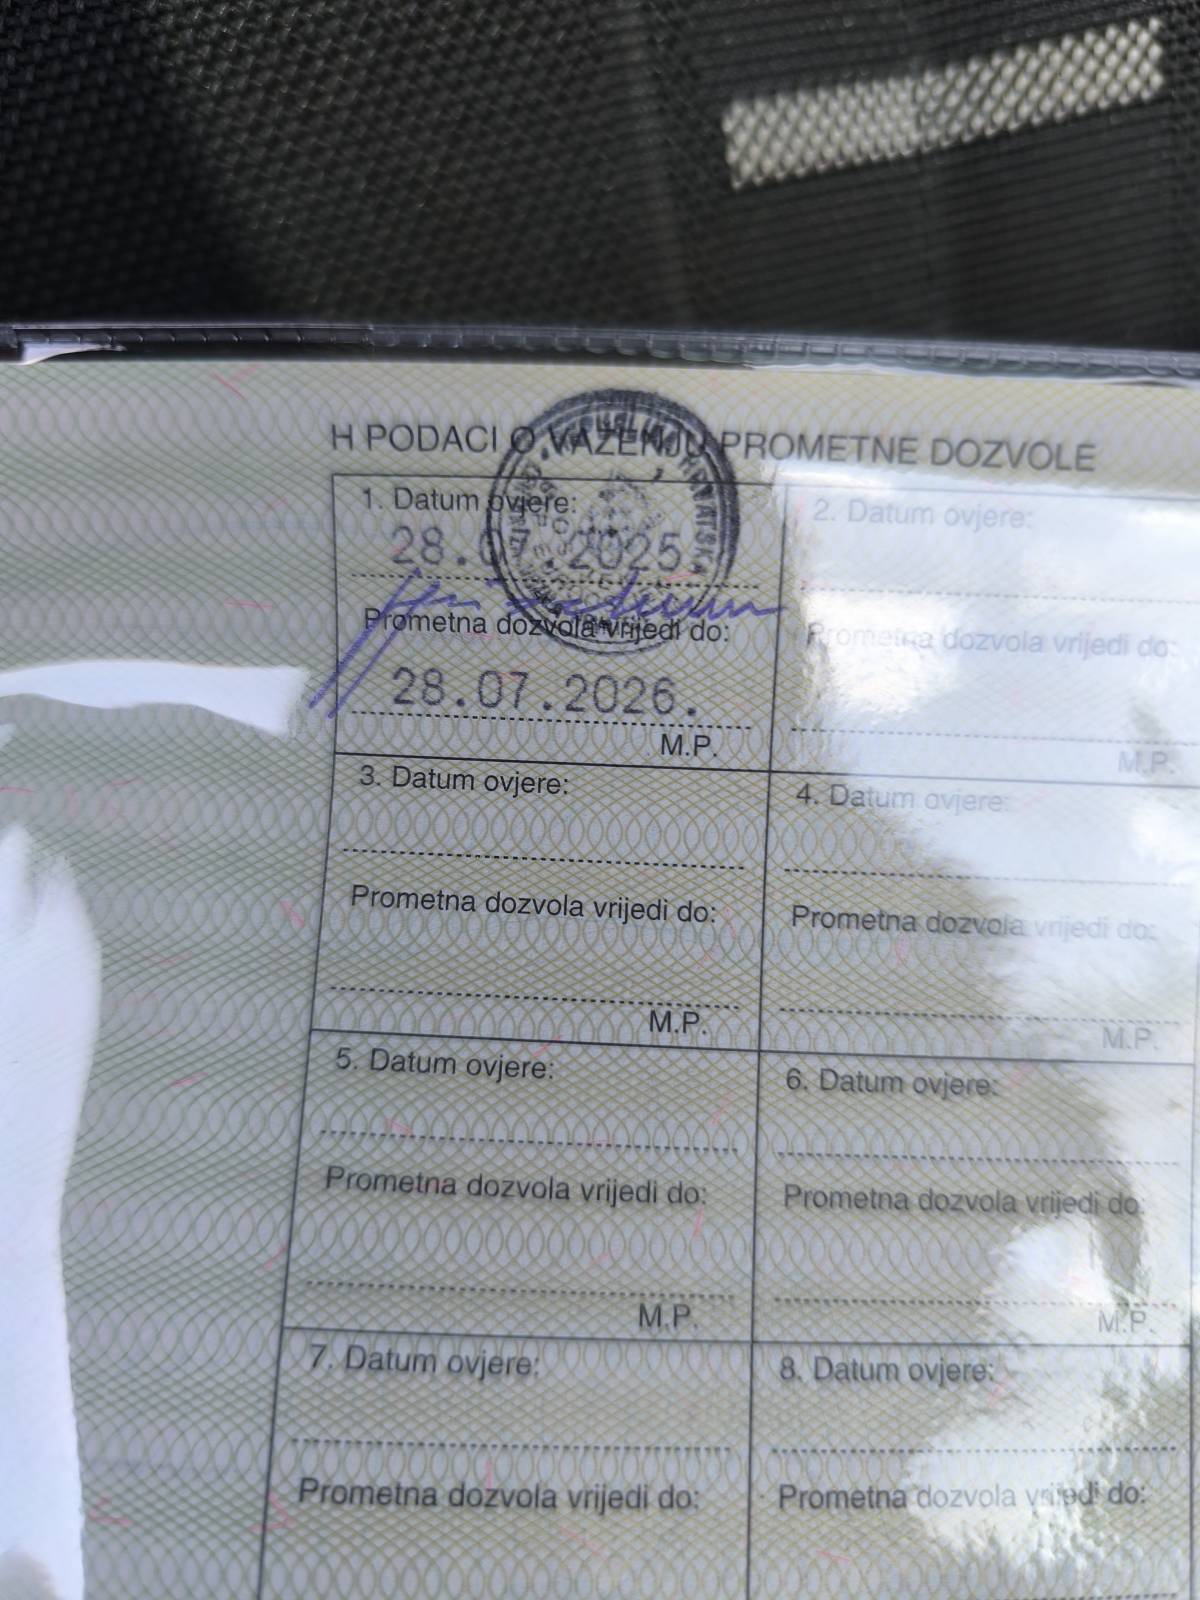 H PODACI O VAŽENJU PROMETNE DOZVOLE
1. Datum ovjere:
28.07.2025.
Prometna dozvola vrijedi do:
28.07.2026.
M.P.
2. Datum ovjere:
Prometna dozvola vrijedi do:
M.P.
3. Datum ovjere:
Prometna dozvola vrijedi do:
M.P.
4. Datum ovjere:
Prometna dozvola vrijedi do:
M.P.
5. Datum ovjere:
Prometna dozvola vrijedi do:
M.P.
6. Datum ovjere:
Prometna dozvola vrijedi do:
M.P.
7. Datum ovjere:
Prometna dozvola vrijedi do:
8. Datum ovjere:
Prometna dozvola vrijedi do: